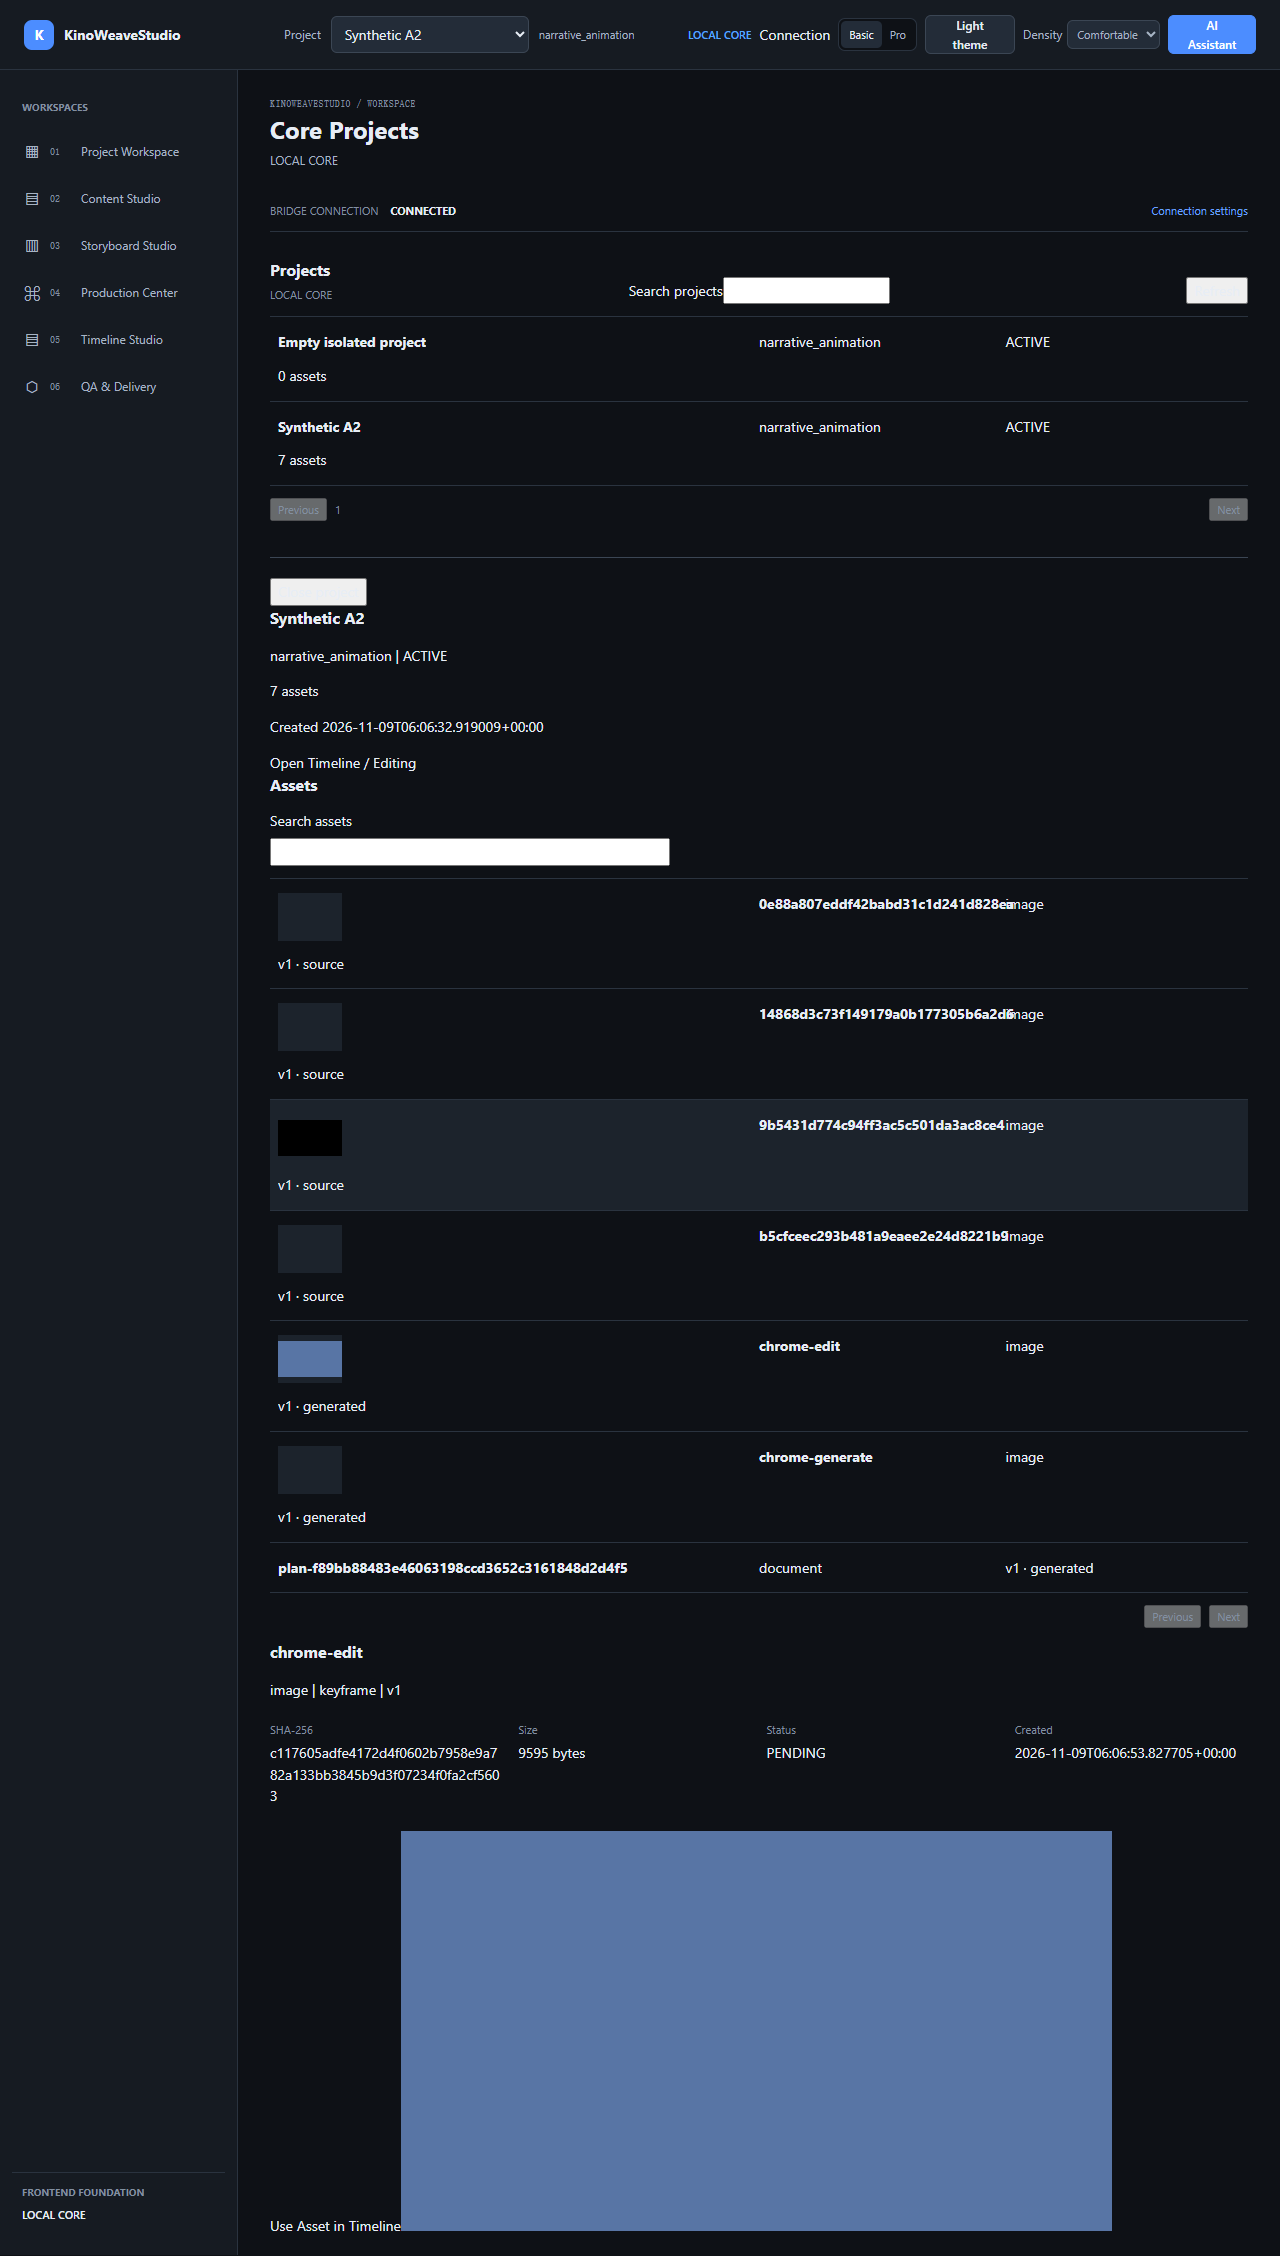 K KinoWeaveStudio
Project Synthetic A2 narrative_animation LOCAL CORE Connection Basic Pro Light theme Density Comfortable AI Assistant
WORKSPACES
01 Project Workspace
02 Content Studio
03 Storyboard Studio
04 Production Center
05 Timeline Studio
06 QA & Delivery
KINOWEAVESTUDIO / WORKSPACE
Core Projects
LOCAL CORE
BRIDGE CONNECTION CONNECTED Connection settings
Projects
LOCAL CORE
Search projects
Empty isolated project narrative_animation ACTIVE
0 assets
Synthetic A2 narrative_animation ACTIVE
7 assets
Previous 1 Next
Synthetic A2
narrative_animation | ACTIVE
7 assets
Created 2026-11-09T06:06:32.919009+00:00
Open Timeline / Editing
Assets
Search assets
0e88a807eddf42babd31c1d241d828ea image
v1 · source
14868d3c73f149179a0b177305b6a2d6 image
v1 · source
9b5431d774c94ff3ac5c501da3ac8ce4 image
v1 · source
b5cfceec293b481a9eaee2e24d8221b9 image
v1 · source
chrome-edit image
v1 · generated
chrome-generate image
v1 · generated
plan-f89bb88483e46063198ccd3652c3161848d2d4f5 document v1 · generated
Previous Next
chrome-edit
image | keyframe | v1
SHA-256 Size Status Created
c117605adfe4172d4f0602b7958e9a7 9595 bytes PENDING 2026-11-09T06:06:53.827705+00:00
82a133bb3845b9d3f07234f0fa2cf560
3
Use Asset in Timeline
FRONTEND FOUNDATION
LOCAL CORE